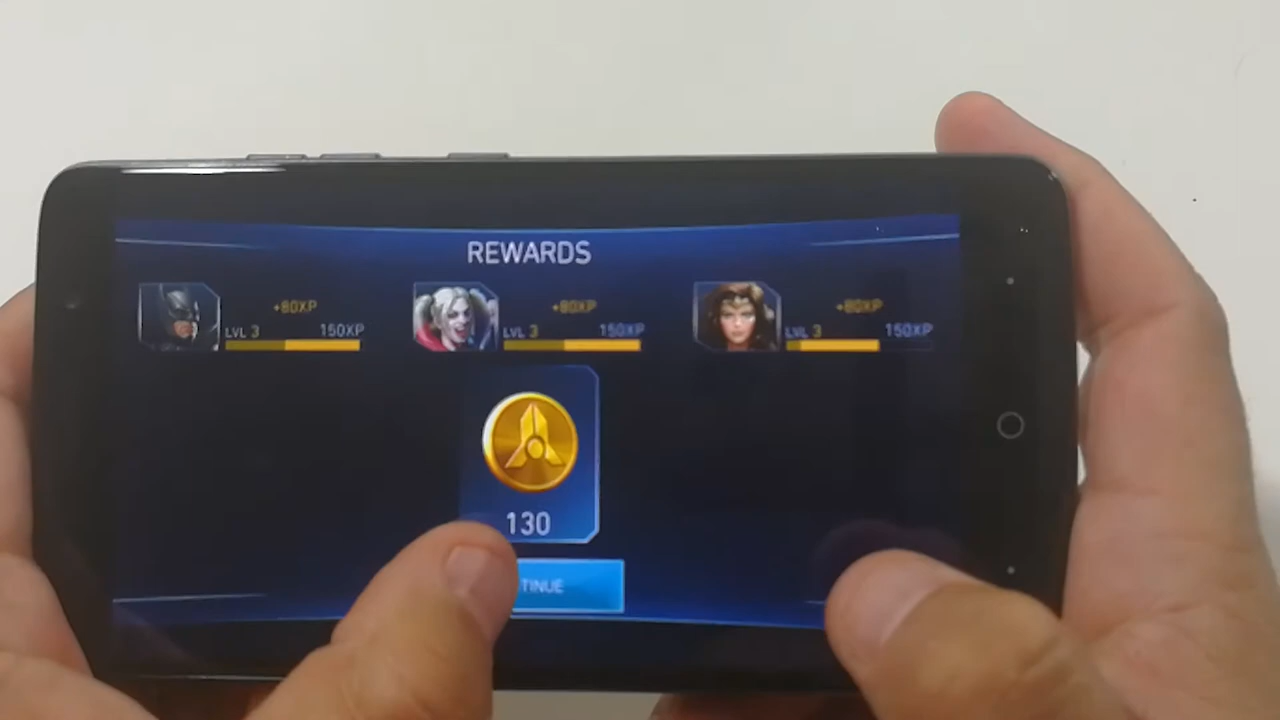 REWARDS
+80XP
LVL 3 150XP
+80XP
LVL 3 150XP
+80XP
LVL 3 150XP
130
TINUE